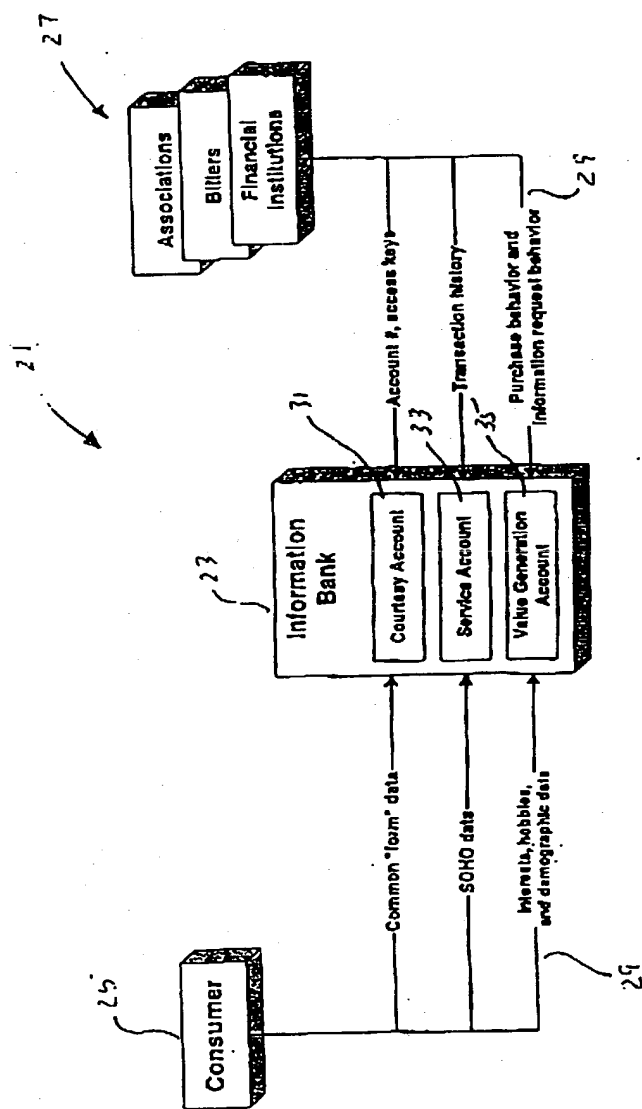 21
27
Associations
Billers
Financial
Institutions
25
Consumer
23
Information
Bank
Courtesy Account
31
Service Account
33
Value Generation
Account
35
Common "form" data
SOHO data
Interests, hobbies,
and demographic data
29
Account #, access keys
Transaction history
Purchase behavior and
Information request behavior
29